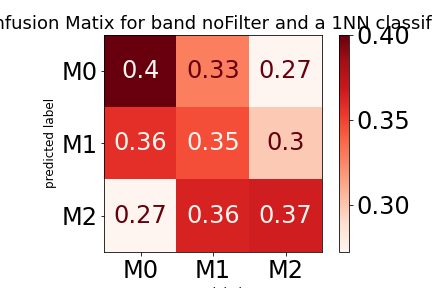 nfusion Matix for band noFilter and a 1NN classif
0.40
M0 0.4 0.33 0.27
predicted label
M1 0.36 0.35 0.3
0.35
M2 0.27 0.36 0.37
0.30
M0 M1 M2